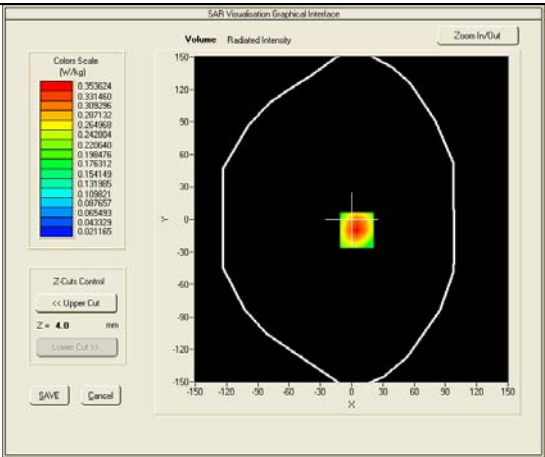 SAR Visualisation Graphical Interface
Volume Radiated Intensity
Zoom In/Out
Colors Scale
(W/kg)
0.353624
0.331460
0.309296
0.287132
0.264968
0.242804
0.220640
0.198476
0.176312
0.154149
0.131985
0.109821
0.087657
0.065493
0.043329
0.021165
Z-Cuts Control
<< Upper Cut
Z = 4.0 mm
Lower Cut >>
SAVE Cancel
150
120
90
60
30
0
-30
-60
-90
-120
-150
Y
-150 -120 -90 -60 -30 0 30 60 90 120 150
X